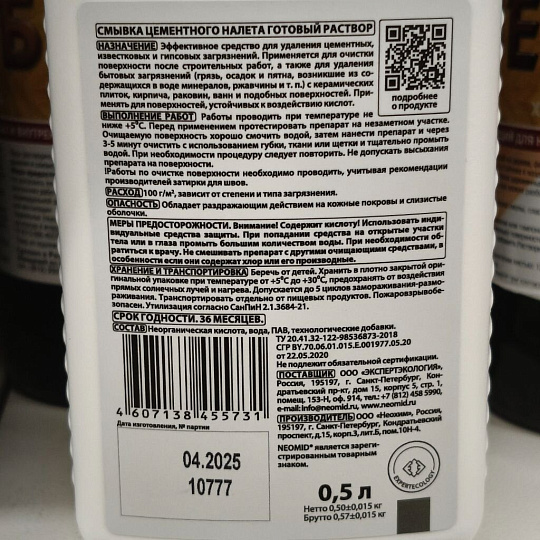 СМЫВКА ЦЕМЕНТНОГО НАЛЕТА ГОТОВЫЙ РАСТВОР
НАЗНАЧЕНИЕ Эффективное средство для удаления цементных,
известковых и гипсовых загрязнений. Применяется для очистки
поверхности после строительных работ, а также для удаления
бытовых загрязнений (грязь, осадок и пятна, возникшие из со-
держащихся в воде минералов, ржавчины и т. п.) с керамических
плиток, кирпича, раковин, ванн и подобных поверхностей. При-
менять для поверхностей, устойчивых к воздействию кислот.
подробнее
о продукте
ВЫПОЛНЕНИЕ РАБОТ Работы проводить при температуре не
ниже +5°С. Перед применением протестировать препарат на незаметном участке.
Очищаемую поверхность хорошо смочить водой, затем нанести препарат и через
3-5 минут очистить с использованием губки, ткани или щетки и тщательно промыть
водой. При необходимости процедуру следует повторить. Не допускать высыхания
препарата на поверхности.
!Работы по очистке поверхности необходимо проводить, учитывая рекомендации
производителей затирки для швов.
РАСХОД 100 г/м², зависит от степени и типа загрязнения.
ОПАСНОСТЬ Обладает раздражающим действием на кожные покровы и слизистые
оболочки.
МЕРЫ ПРЕДОСТОРОЖНОСТИ. Внимание! Содержит кислоту! Использовать инди-
видуальные средства защиты. При попадании средства на открытые участки
тела или в глаза промыть большим количеством воды. При необходимости об-
ратиться к врачу. Не смешивать препарат с другими очищающими средствами, в
особенности если они содержат хлор или его производные.
ХРАНЕНИЕ И ТРАНСПОРТИРОВКА Беречь от детей. Хранить в плотно закрытой ори-
гинальной упаковке при температуре от +5°С до +30°С, предохранять от воздействия
прямых солнечных лучей и нагрева. Допускается до 5 циклов замораживания-размо-
раживания. Транспортировать отдельно от пищевых продуктов. Пожаровзрывобе-
зопасен. Утилизация согласно СанПиН 2.1.3684-21.
СРОК ГОДНОСТИ. 36 МЕСЯЦЕВ.
СОСТАВ Неорганическая кислота, вода, ПАВ, технологические добавки.
ТУ 20.41.32-122-98536873-2018
СГР BY.70.06.01.015.E.001977.05.20
от 22.05.2020
Не подлежит обязательной сертификации.
ПОСТАВЩИК ООО «ЭКСПЕРТЭКОЛОГИЯ»,
Россия, 195197, г. Санкт-Петербург, Кон-
дратьевский пр-кт, дом 15, корпус 5, стр. 1,
помещ. 153-Н, оф. 914, тел.: +7 (812) 458 5990,
e-mail: info@neomid.ru, www.neomid.ru
ПРОИЗВОДИТЕЛЬ ООО «Неохим», Россия,
195197, г. Санкт-Петербург, Кондратьевский
проспект, д.15, корп.3, лит.Б, пом.10Н-4.
NEOMID® является зареги-
стрированным товарным
знаком.
4 607138 455731
Дата изготовления, № партии
04.2025
10777
EXPERTECOLOGY
0,5 л
Нетто 0,50±0,015 кг
Брутто 0,57±0,015 кг